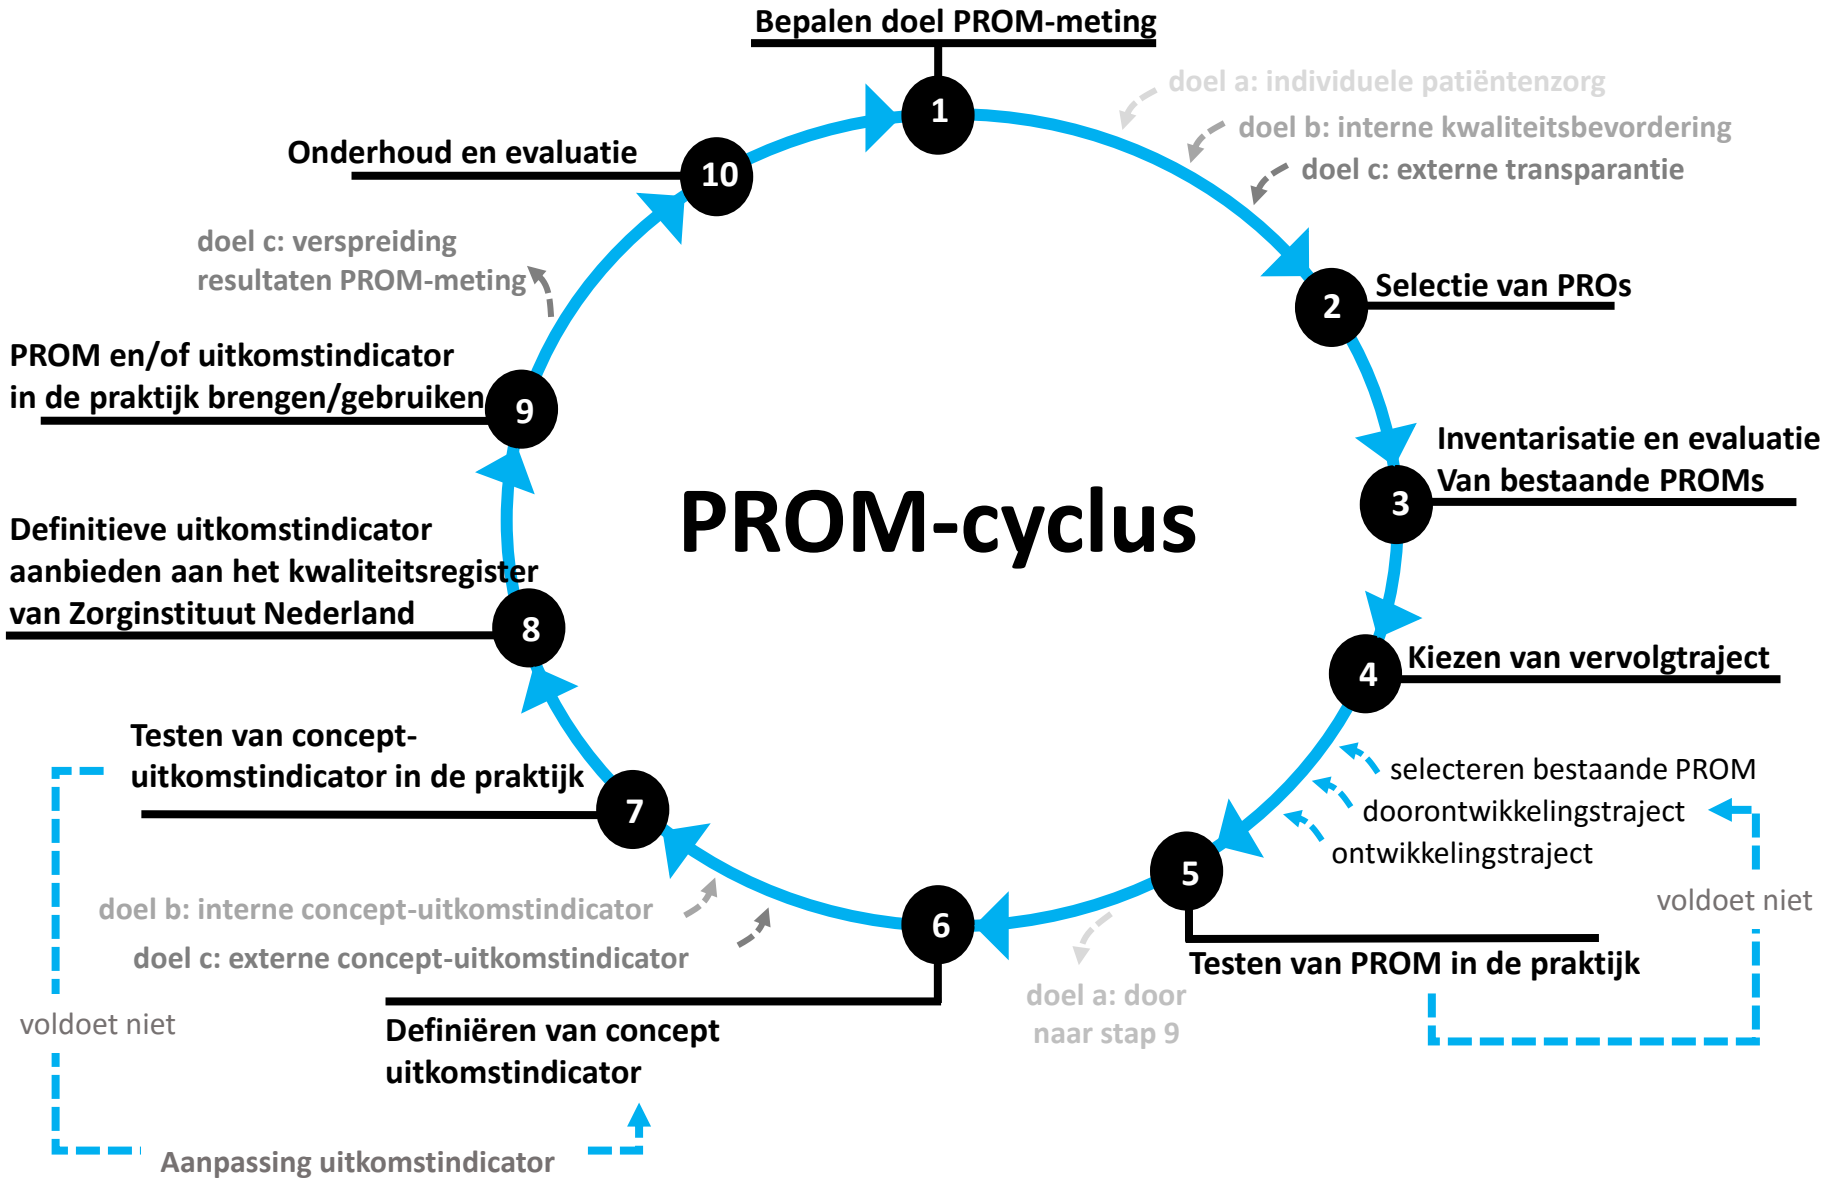 Bepalen doel PROM-meting
1
doel a: individuele patiëntenzorg
doel b: interne kwaliteitsbevordering
doel c: externe transparantie
2
Selectie van PROs
3
Inventarisatie en evaluatie
Van bestaande PROMs
4
Kiezen van vervolgtraject
selecteren bestaande PROM
doorontwikkelingstraject
ontwikkelingstraject
voldoet niet
5
Testen van PROM in de praktijk
doel a: door
naar stap 9
6
Definiëren van concept
uitkomstindicator
doel b: interne concept-uitkomstindicator
doel c: externe concept-uitkomstindicator
7
Testen van concept-
uitkomstindicator in de praktijk
voldoet niet
Aanpassing uitkomstindicator
8
Definitieve uitkomstindicator
aanbieden aan het kwaliteitsregister
van Zorginstituut Nederland
9
PROM en/of uitkomstindicator
in de praktijk brengen/gebruiken
doel c: verspreiding
resultaten PROM-meting
10
Onderhoud en evaluatie
PROM-cyclus